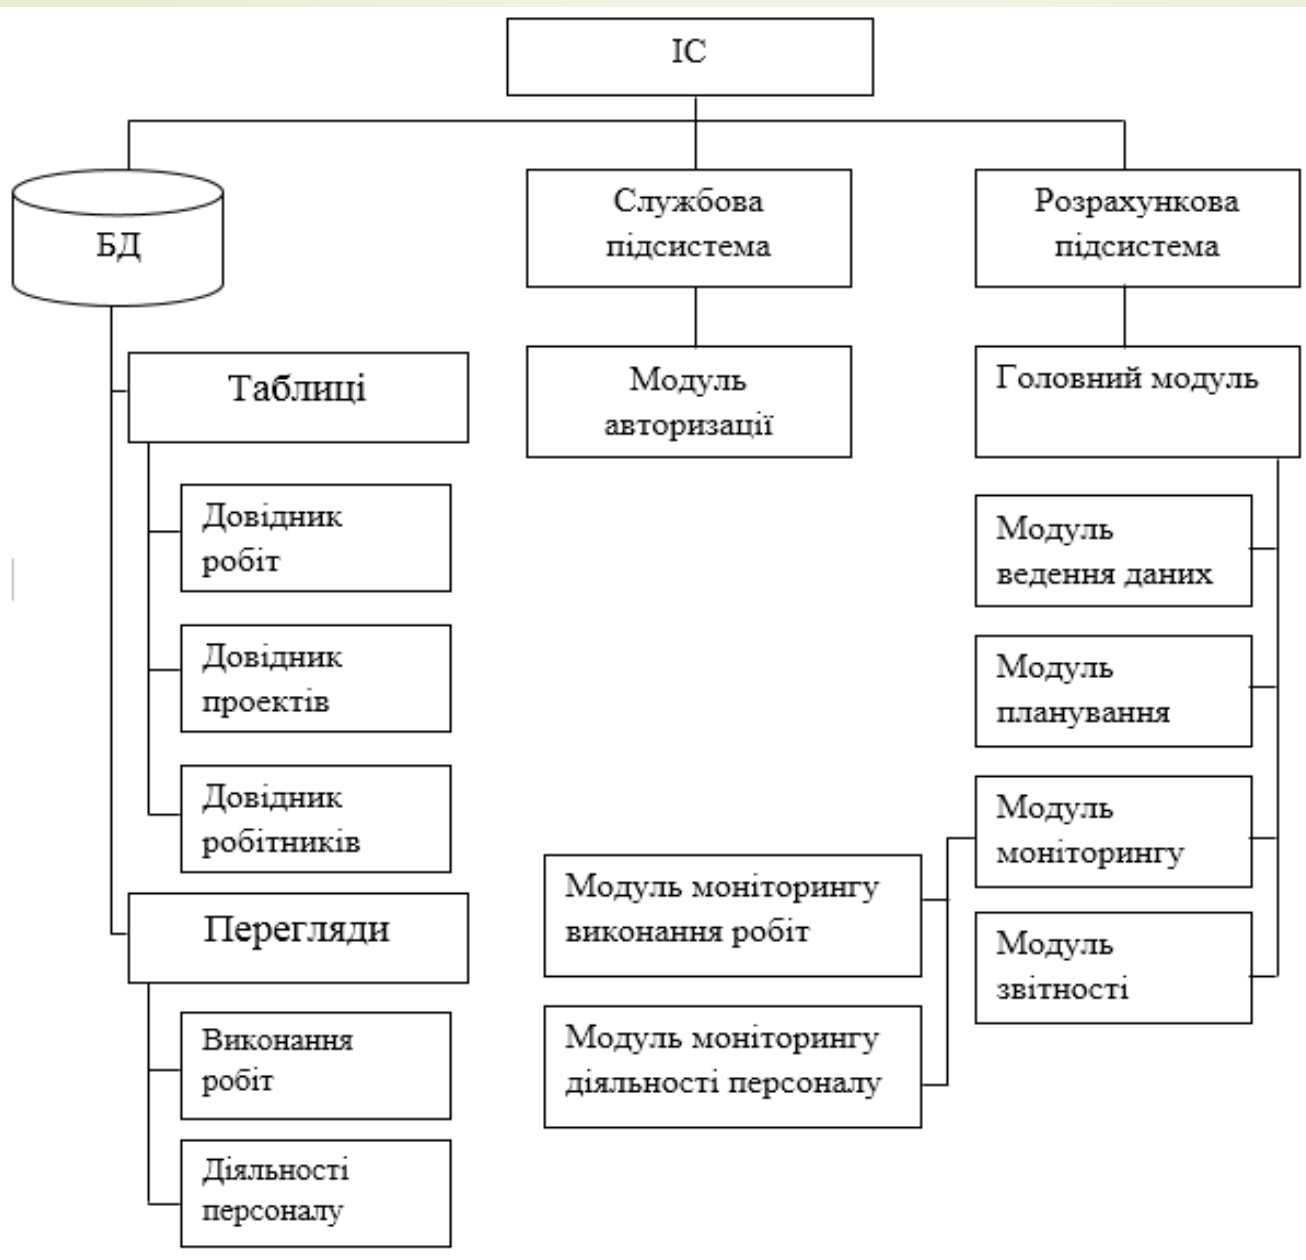 ІС
БД
Службова
підсистема
Розрахункова
підсистема
Таблиці
Модуль
авторизації
Головний модуль
Довідник
робіт
Довідник
проектів
Довідник
робітників
Перегляди
Виконання
робіт
Діяльності
персоналу
Модуль
ведення даних
Модуль
планування
Модуль
моніторингу
Модуль
звітності
Модуль моніторингу
виконання робіт
Модуль моніторингу
діяльності персоналу